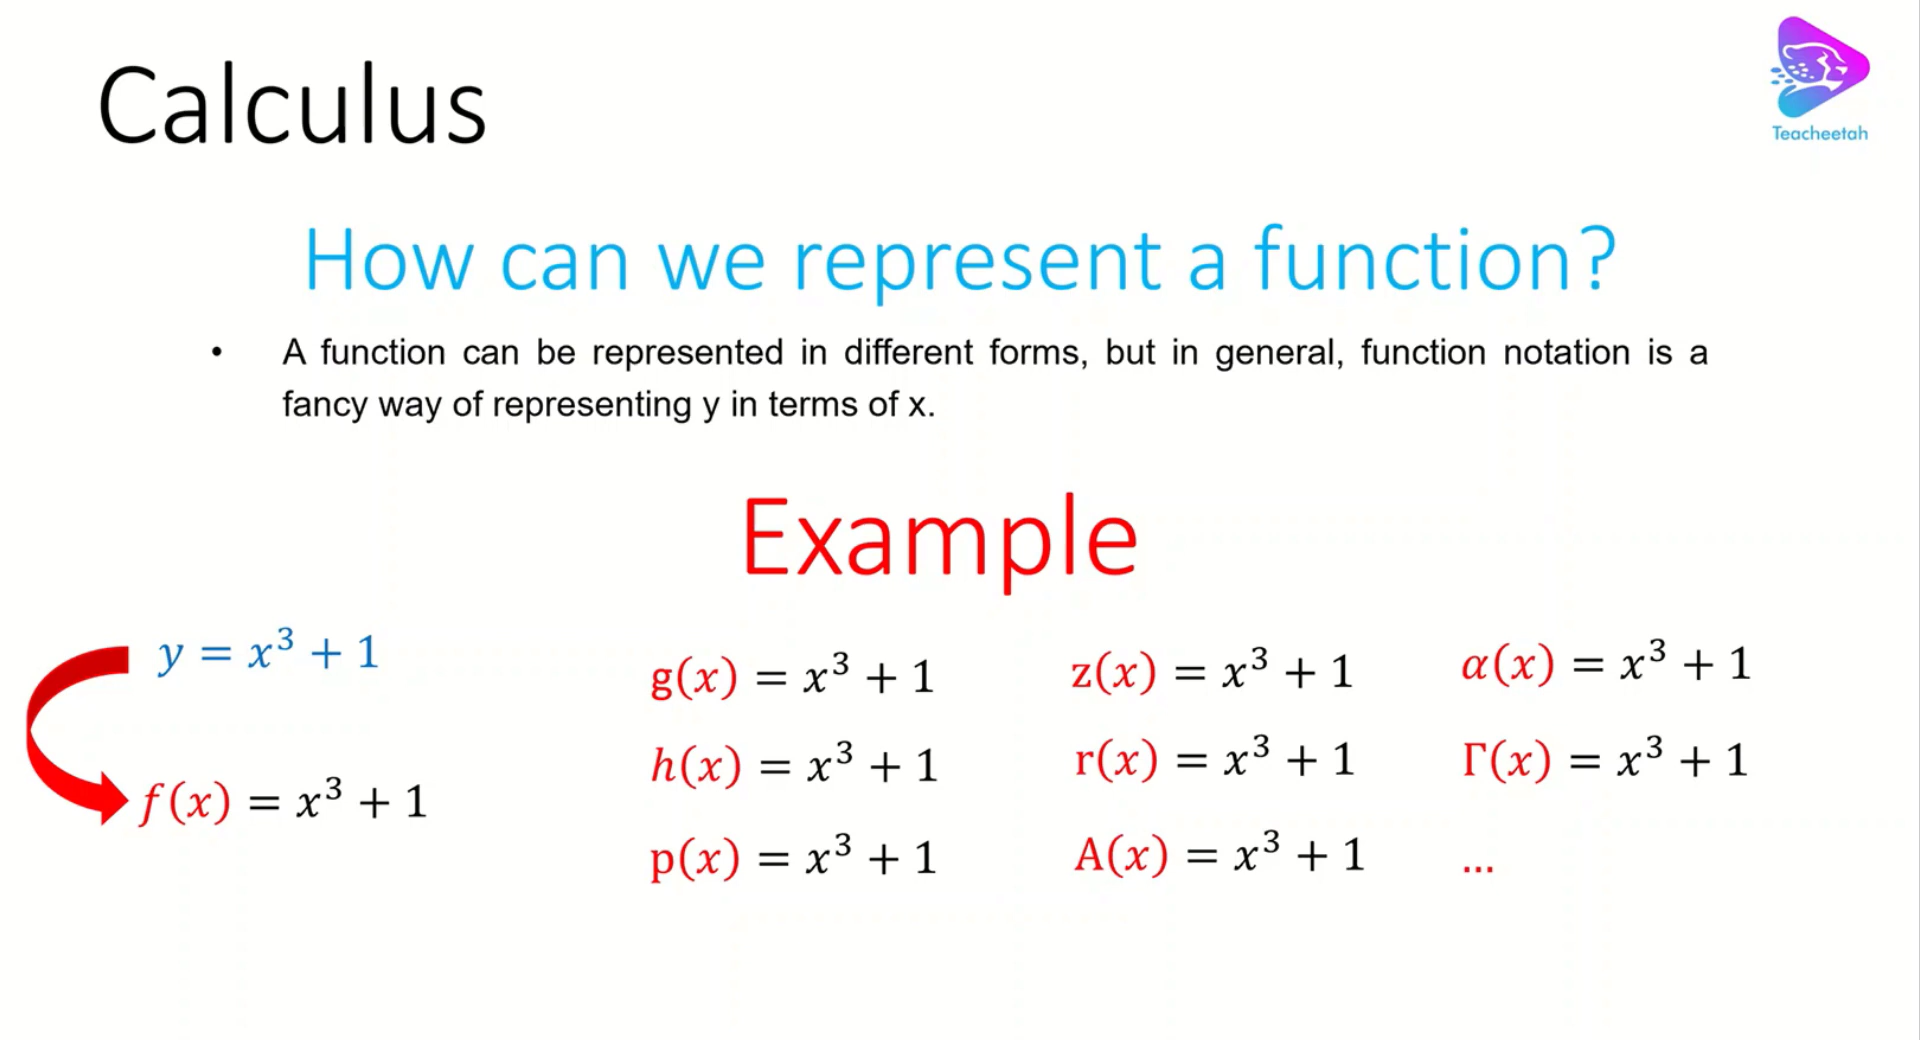 Calculus
Teacheetah
How can we represent a function?
• A function can be represented in different forms, but in general, function notation is a
fancy way of representing y in terms of x.
Example
y = x³ + 1
f(x) = x³ + 1
g(x) = x³ + 1
h(x) = x³ + 1
p(x) = x³ + 1
z(x) = x³ + 1
r(x) = x³ + 1
A(x) = x³ + 1
α(x) = x³ + 1
Γ(x) = x³ + 1
...